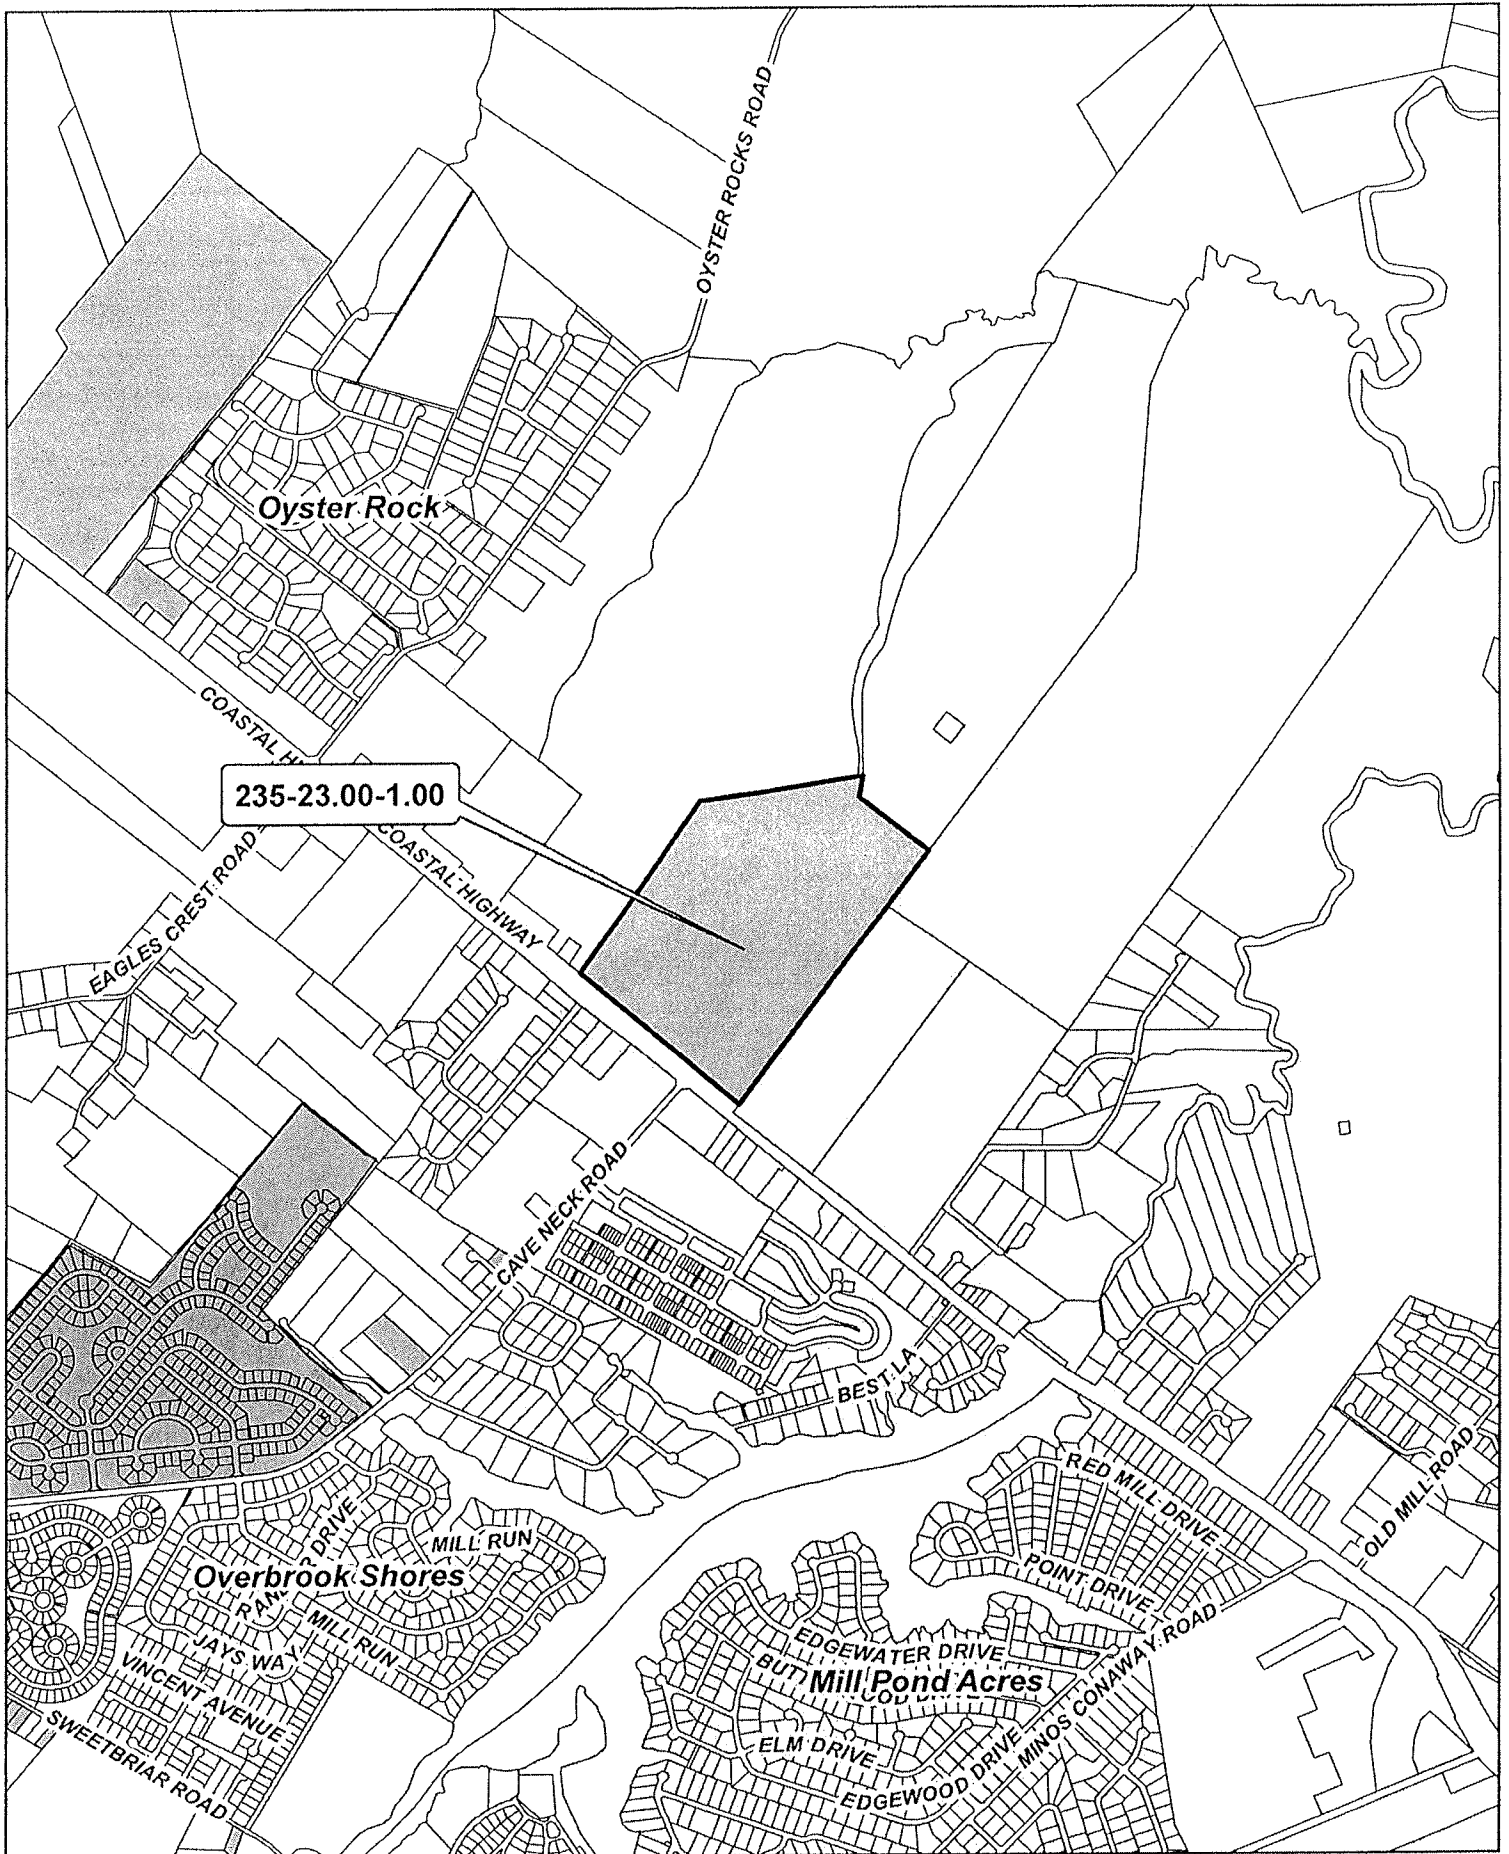 OYSTER ROCKS ROAD
Oyster Rock
COASTAL H
235-23.00-1.00
COASTAL HIGHWAY
EAGLES CREST ROAD
CAVE NECK ROAD
BEST LA
RED MILL DRIVE
OLD MILL ROAD
MILL RUN
DRIVE
POINT DRIVE
Overbrook Shores
MILL RUN
JAYS WAY
EDGEWATER DRIVE
Mill Pond Acres
VINCENT AVENUE
MINOS CONAWAY ROAD
ELM DRIVE
SWEETBRIAR ROAD
EDGEWOOD DRIVE